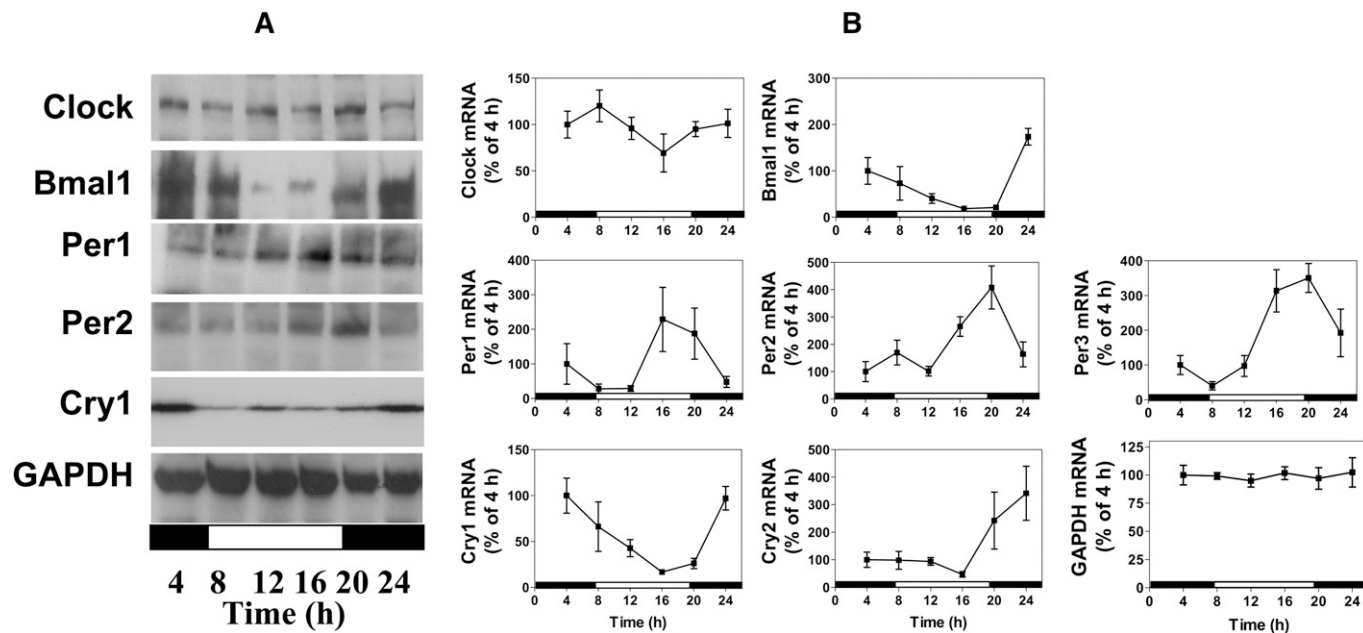 A
B
Clock
Bmal1
Per1
Per2
Cry1
GAPDH
4 8 12 16 20 24
Time (h)
Clock mRNA
(% of 4 h)
150
100
50
0
0 4 8 12 16 20 24
Bmal1 mRNA
(% of 4 h)
300
200
100
0
0 4 8 12 16 20 24
Per1 mRNA
(% of 4 h)
400
300
200
100
0
0 4 8 12 16 20 24
Per2 mRNA
(% of 4 h)
500
400
300
200
100
0
0 4 8 12 16 20 24
Per3 mRNA
(% of 4 h)
400
300
200
100
0
0 4 8 12 16 20 24
Cry1 mRNA
(% of 4 h)
150
100
50
0
0 4 8 12 16 20 24
Time (h)
Cry2 mRNA
(% of 4 h)
500
400
300
200
100
0
0 4 8 12 16 20 24
Time (h)
GAPDH mRNA
(% of 4 h)
125
100
75
50
25
0
0 4 8 12 16 20 24
Time (h)